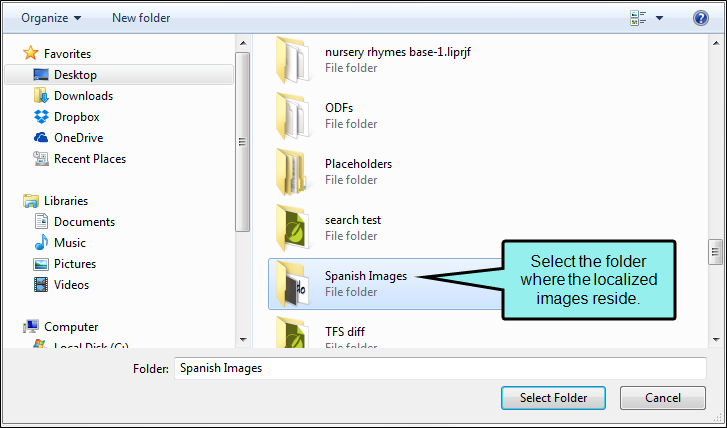 Organize
New folder
Favorites
Desktop
Downloads
Dropbox
OneDrive
Recent Places
Libraries
Documents
Music
Pictures
Videos
Computer
Local Disk (C:)
nursery rhymes base-1.liprjf
File folder
ODFs
File folder
Placeholders
File folder
search test
File folder
Spanish Images
File folder
TFS diff
Select the folder
where the localized
images reside.
Folder: Spanish Images
Select Folder
Cancel